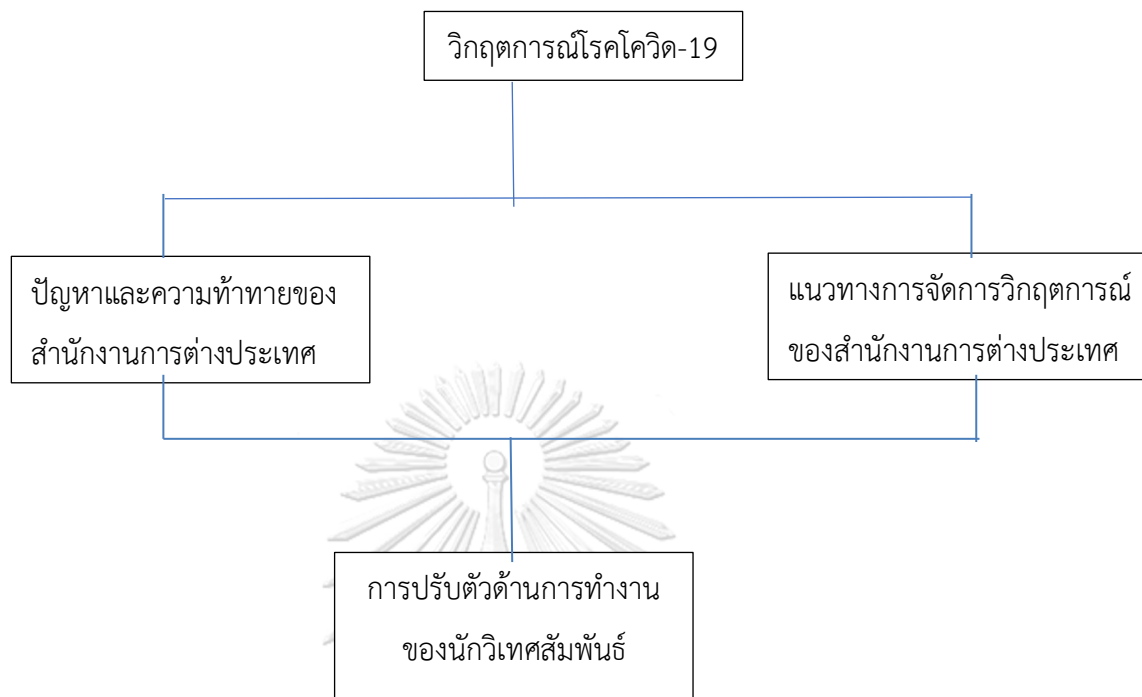 วิกฤตการณ์โรคโควิด-19
ปัญหาและความท้าทายของ
สำนักงานการต่างประเทศ
แนวทางการจัดการวิกฤตการณ์
ของสำนักงานการต่างประเทศ
การปรับตัวด้านการทำงาน
ของนักวิเทศสัมพันธ์